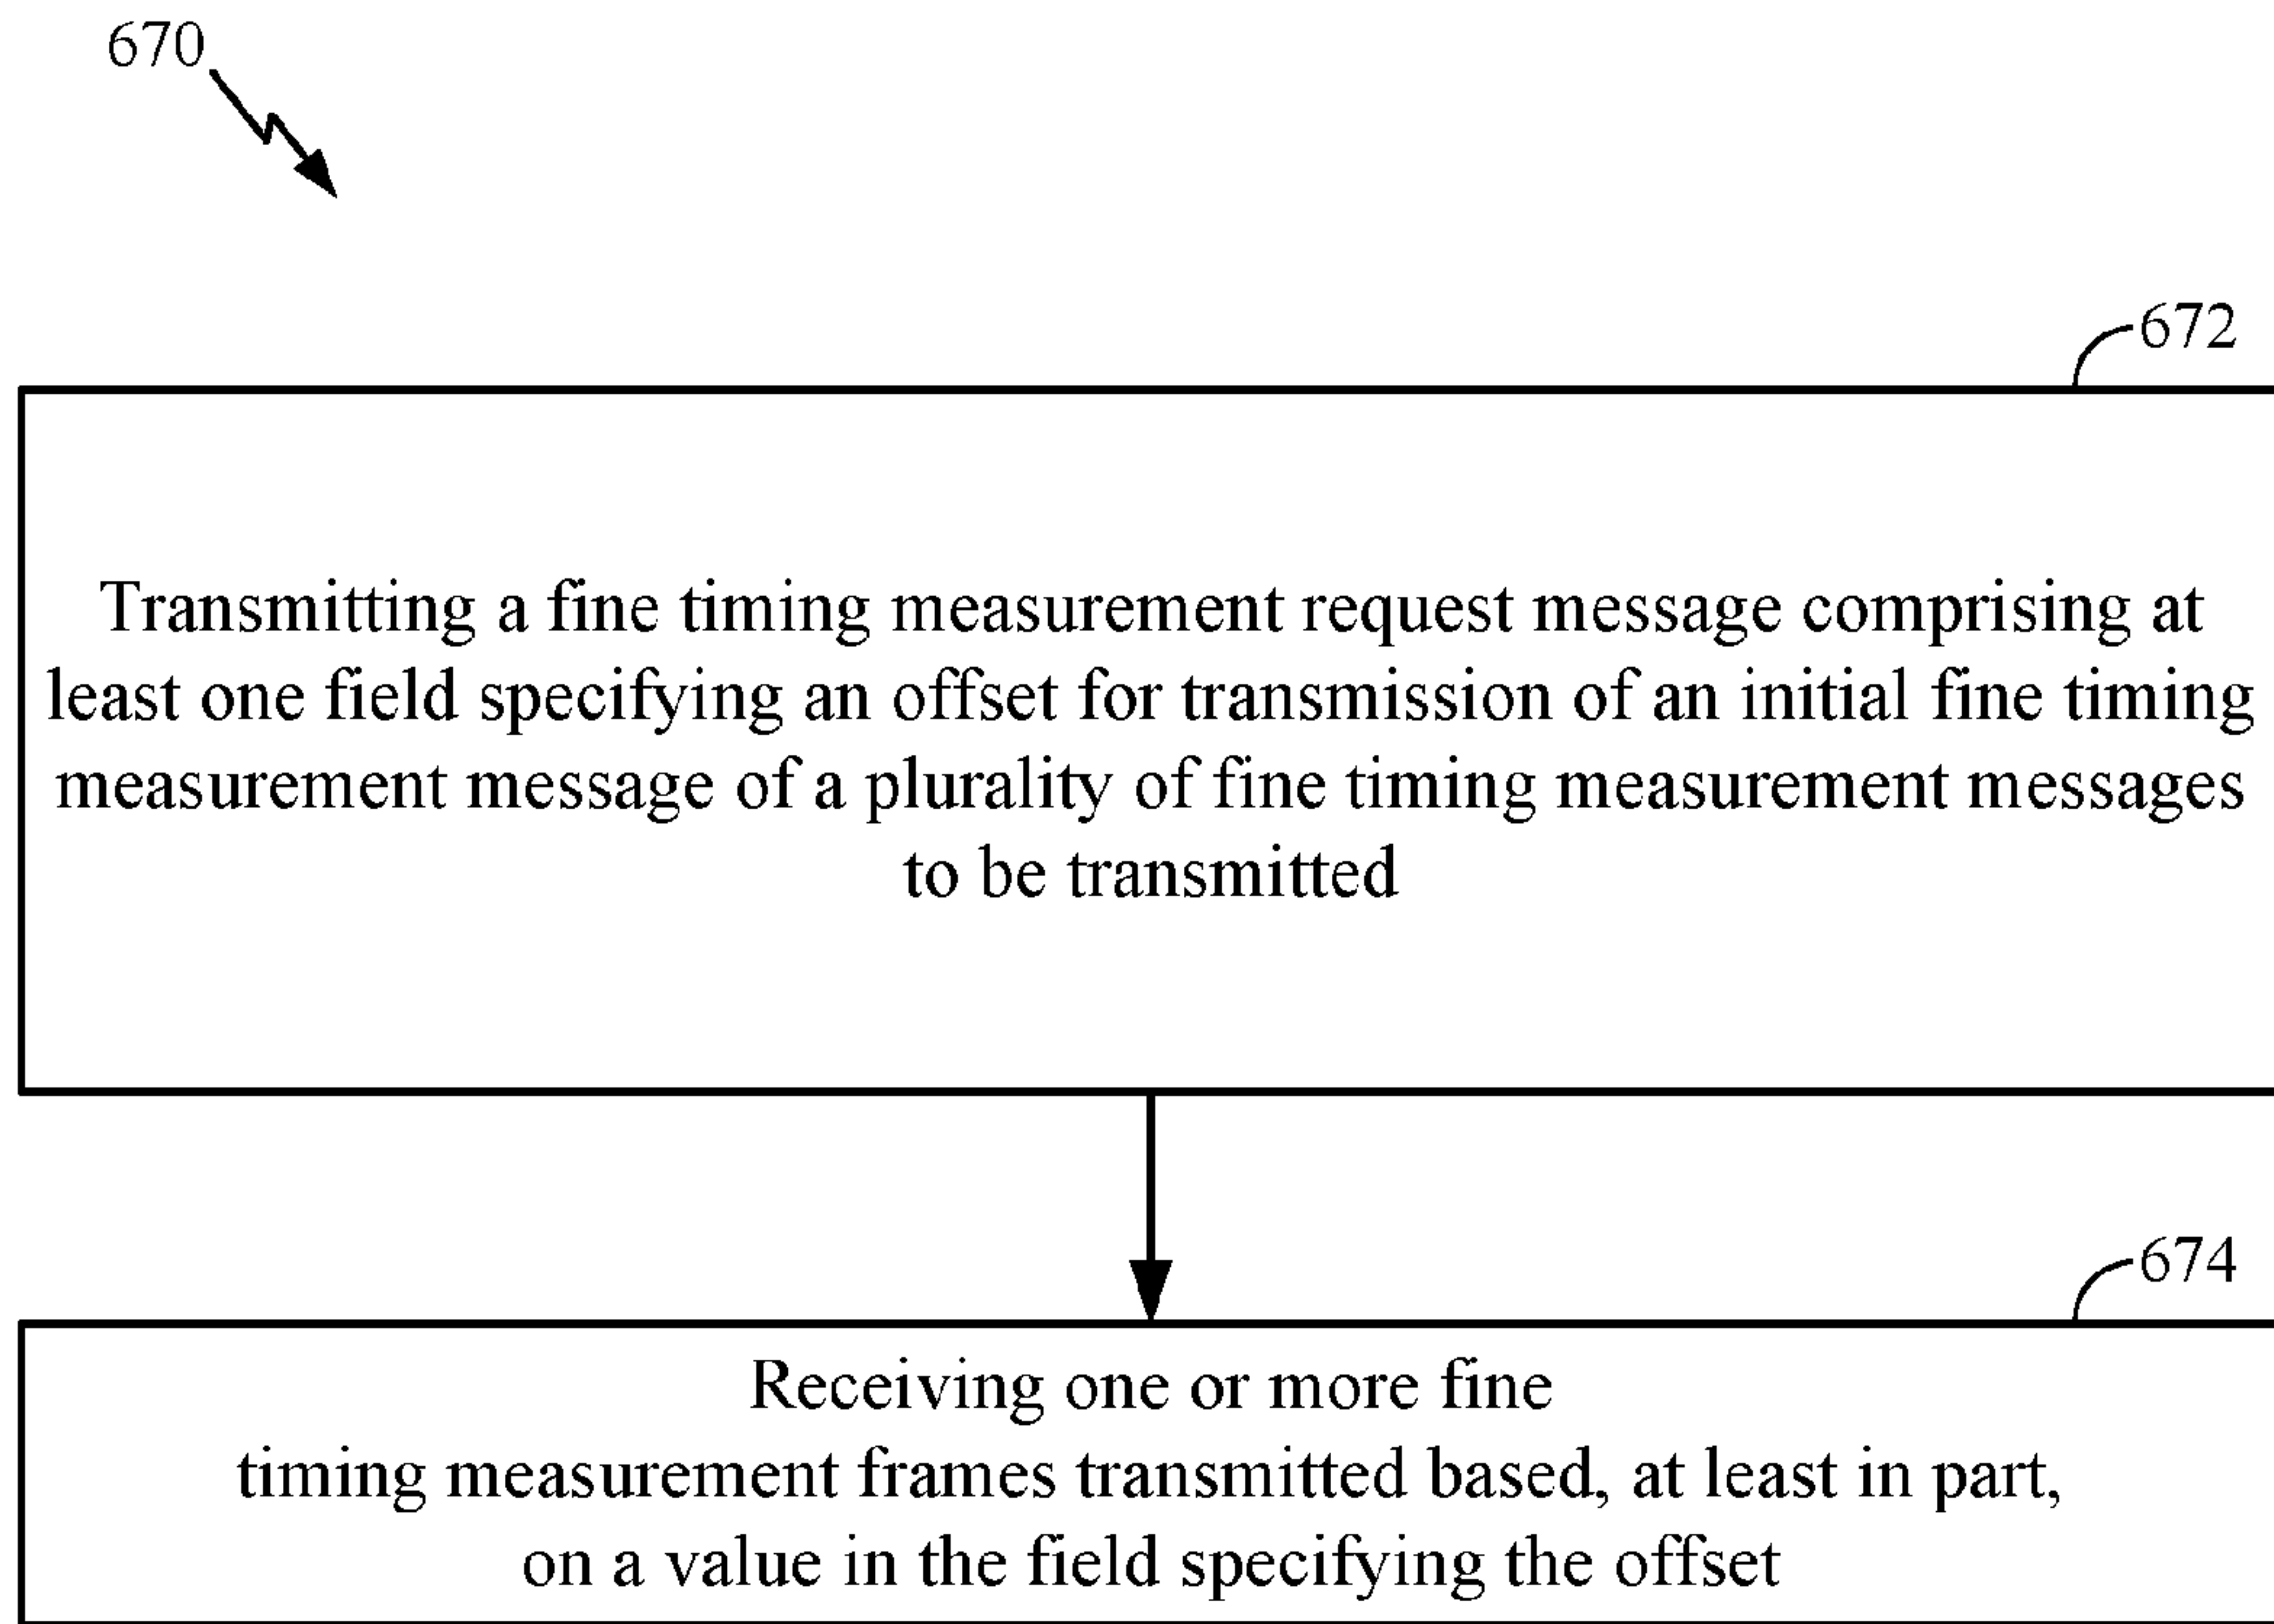 670
672
Transmitting a fine timing measurement request message comprising at
least one field specifying an offset for transmission of an initial fine timing
measurement message of a plurality of fine timing measurement messages
to be transmitted
674
Receiving one or more fine
timing measurement frames transmitted based, at least in part,
on a value in the field specifying the offset